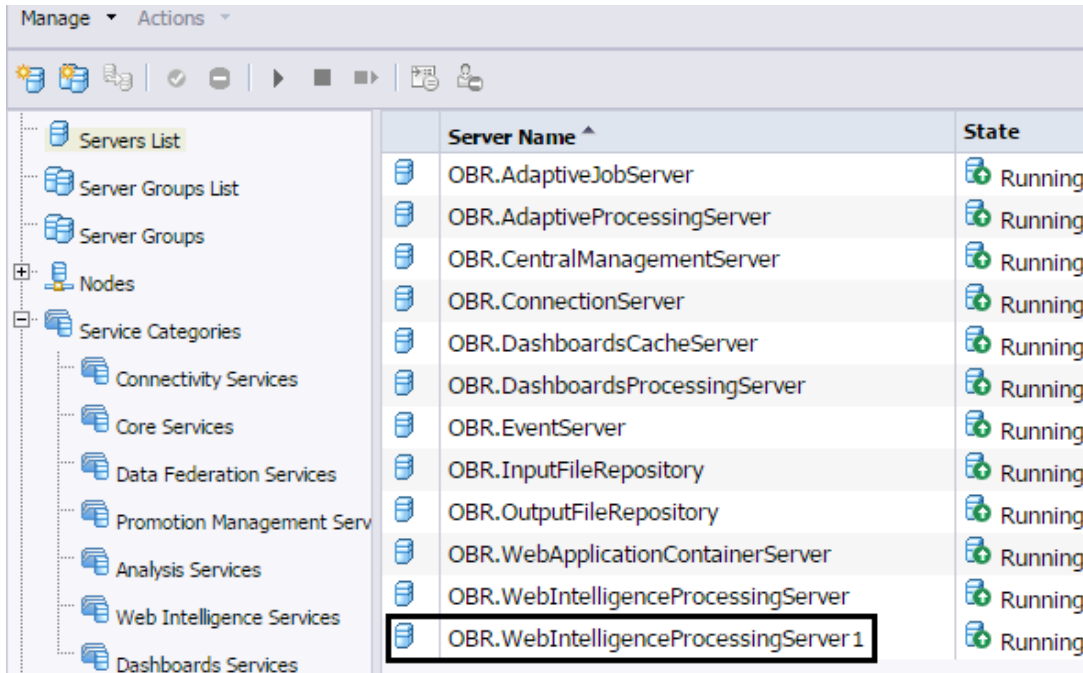 Manage Actions
Servers List
Server Groups List
Server Groups
Nodes
Service Categories
Connectivity Services
Core Services
Data Federation Services
Promotion Management Serv
Analysis Services
Web Intelligence Services
Dashboards Services
Server Name State
OBR.AdaptiveJobServer Running
OBR.AdaptiveProcessingServer Running
OBR.CentralManagementServer Running
OBR.ConnectionServer Running
OBR.DashboardsCacheServer Running
OBR.DashboardsProcessingServer Running
OBR.EventServer Running
OBR.InputFileRepository Running
OBR.OutputFileRepository Running
OBR.WebApplicationContainerServer Running
OBR.WebIntelligenceProcessingServer Running
OBR.WebIntelligenceProcessingServer1 Running